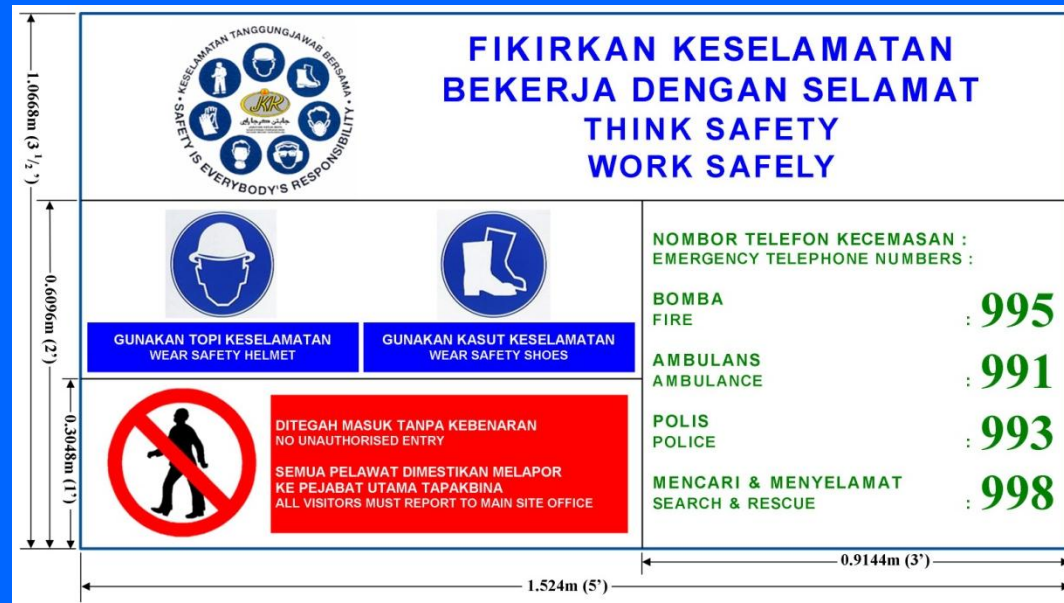 KESELAMATAN TANGGUNGJAWAB BERSAMA •
SAFETY IS EVERYBODY'S RESPONSIBILITY •
JKR
FIKIRKAN KESELAMATAN
BEKERJA DENGAN SELAMAT
THINK SAFETY
WORK SAFELY
GUNAKAN TOPI KESELAMATAN
WEAR SAFETY HELMET
GUNAKAN KASUT KESELAMATAN
WEAR SAFETY SHOES
DITEGAH MASUK TANPA KEBENARAN
NO UNAUTHORISED ENTRY
SEMUA PELAWAT DIMESTIKAN MELAPOR
KE PEJABAT UTAMA TAPAKBINA
ALL VISITORS MUST REPORT TO MAIN SITE OFFICE
NOMBOR TELEFON KECEMASAN :
EMERGENCY TELEPHONE NUMBERS :
BOMBA
FIRE : 995
AMBULANS
AMBULANCE : 991
POLIS
POLICE : 993
MENCARI & MENYELAMAT
SEARCH & RESCUE : 998
1.0668m (3 1/2 ')
0.6096m (2')
0.3048m (1')
0.9144m (3')
1.524m (5')